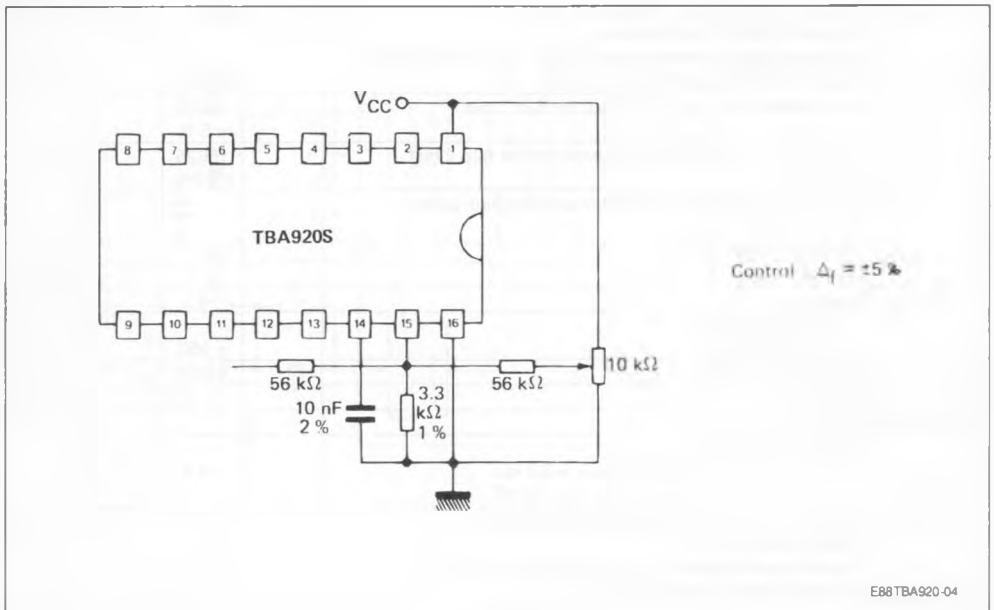 VCC
8 7 6 5 4 3 2 1
TBA920S
Control Δf = ±5 %
9 10 11 12 13 14 15 16
56 kΩ
56 kΩ
10 kΩ
10 nF
2 %
3.3
kΩ
1 %
E88TBA920-04